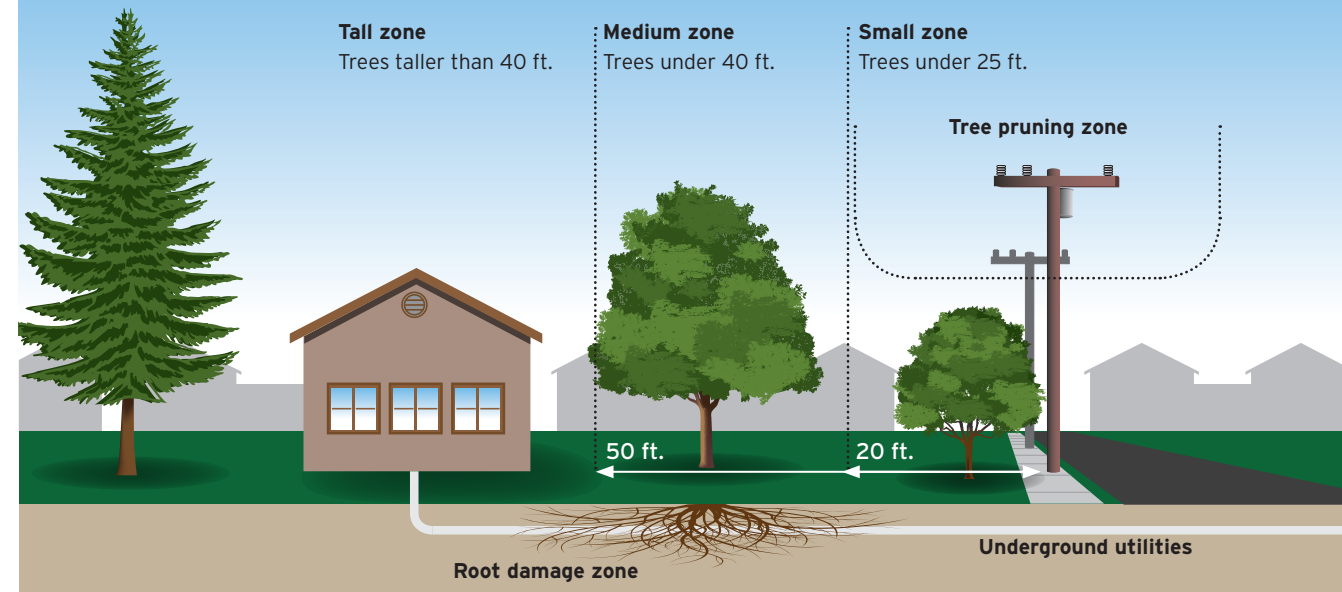 Tall zone
Trees taller than 40 ft.
Medium zone
Trees under 40 ft.
Small zone
Trees under 25 ft.
Tree pruning zone
50 ft.
20 ft.
Underground utilities
Root damage zone